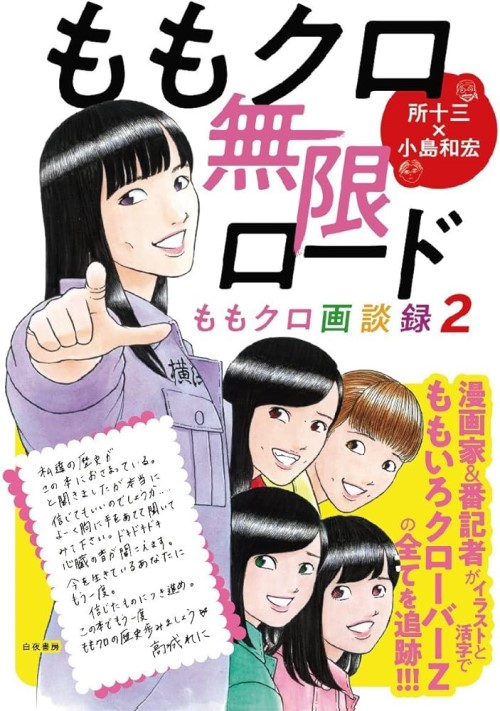 ももクロ
無限
ロード
所十三
×
小島和宏
ももクロ画談録2
漫画家&番記者がイラストと活字で
ももいろクローバーZ
の全てを追跡!!!
横
私達の歴史が
この本におさまっている。
と聞きましたが本当に
信じてもいいのでしょうか…
よーく胸に手をあてて聞いて
みて下さい。ドキドキドキ
心臓の音が聞こえます。
今を生きているあなたに
もう一度。
信じたものにつき進め。
この本でもう一度
ももクロの歴史歩みましょう
高城れに
白夜書房